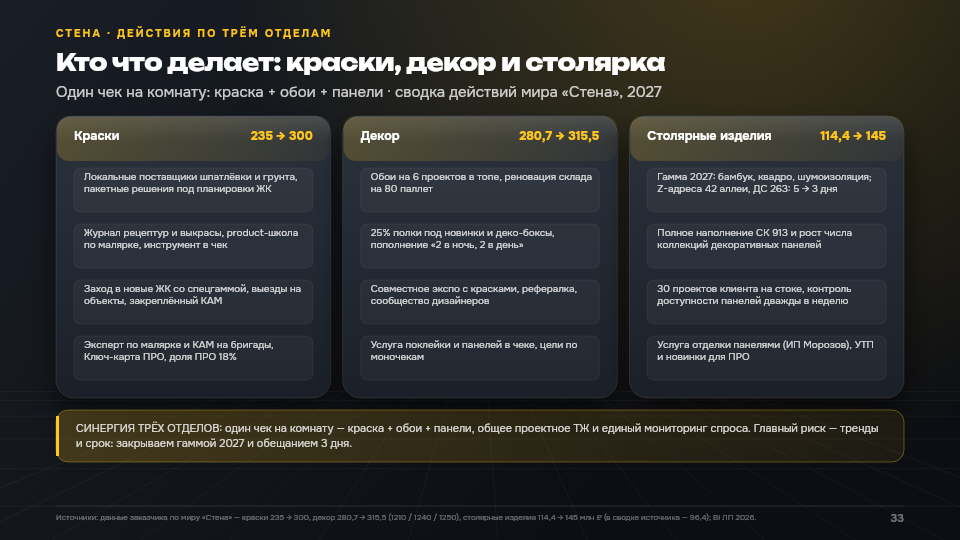 СТЕНА · ДЕЙСТВИЯ ПО ТРЁМ ОТДЕЛАМ
Кто что делает: краски, декор и столярка
Один чек на комнату: краска + обои + панели · сводка действий мира «Стена», 2027
Краски 235 → 300
Локальные поставщики шпатлёвки и грунта,
пакетные решения под планировки ЖК
Журнал рецептур и выкрасы, product-школа
по малярке, инструмент в чек
Заход в новые ЖК со спецгаммой, выезды на
объекты, закреплённый КАМ
Эксперт по малярке и КАМ на бригады,
Ключ-карта ПРО, доля ПРО 18%
Декор 280,7 → 315,5
Обои на 6 проектов в топе, реновация склада
на 80 паллет
25% полки под новинки и деко-боксы,
пополнение «2 в ночь, 2 в день»
Совместное экспо с красками, рефералка,
сообщество дизайнеров
Услуга поклейки и панелей в чеке, цели по
моночекам
Столярные изделия 114,4 → 145
Гамма 2027: бамбук, квадро, шумоизоляция;
Z-адреса 42 аллеи, ДС 263: 5 → 3 дня
Полное наполнение СК 913 и рост числа
коллекций декоративных панелей
30 проектов клиента на стоке, контроль
доступности панелей дважды в неделю
Услуга отделки панелями (ИП Морозов), УТП
и новинки для ПРО
СИНЕРГИЯ ТРЁХ ОТДЕЛОВ: один чек на комнату — краска + обои + панели, общее проектное ТЖ и единый мониторинг спроса. Главный риск — тренды
и срок: закрываем гаммой 2027 и обещанием 3 дня.
Источники: данные заказчика по миру «Стена» — краски 235 → 300, декор 280,7 → 315,5 (1210 / 1240 / 1250), столярные изделия 114,4 → 145 млн ₽ (в сводке источника — 96,4); BI ЛП 2026.
33